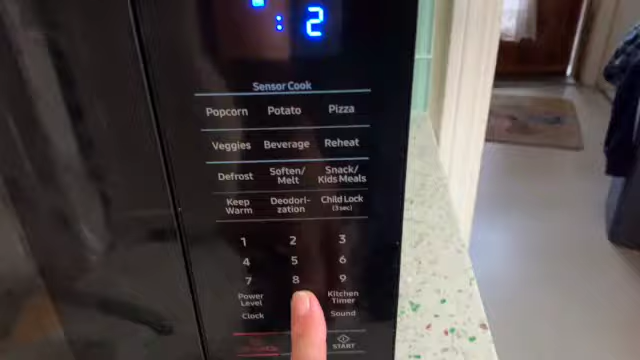 : 2
Sensor Cook
Popcorn Potato Pizza
Veggies Beverage Reheat
Defrost Soften/ Melt Snack/ Kids Meals
Keep Warm Deodori- zation Child Lock (3 sec)
1 2 3
4 5 6
7 8 9
Power Level Kitchen Timer
Clock Sound
START